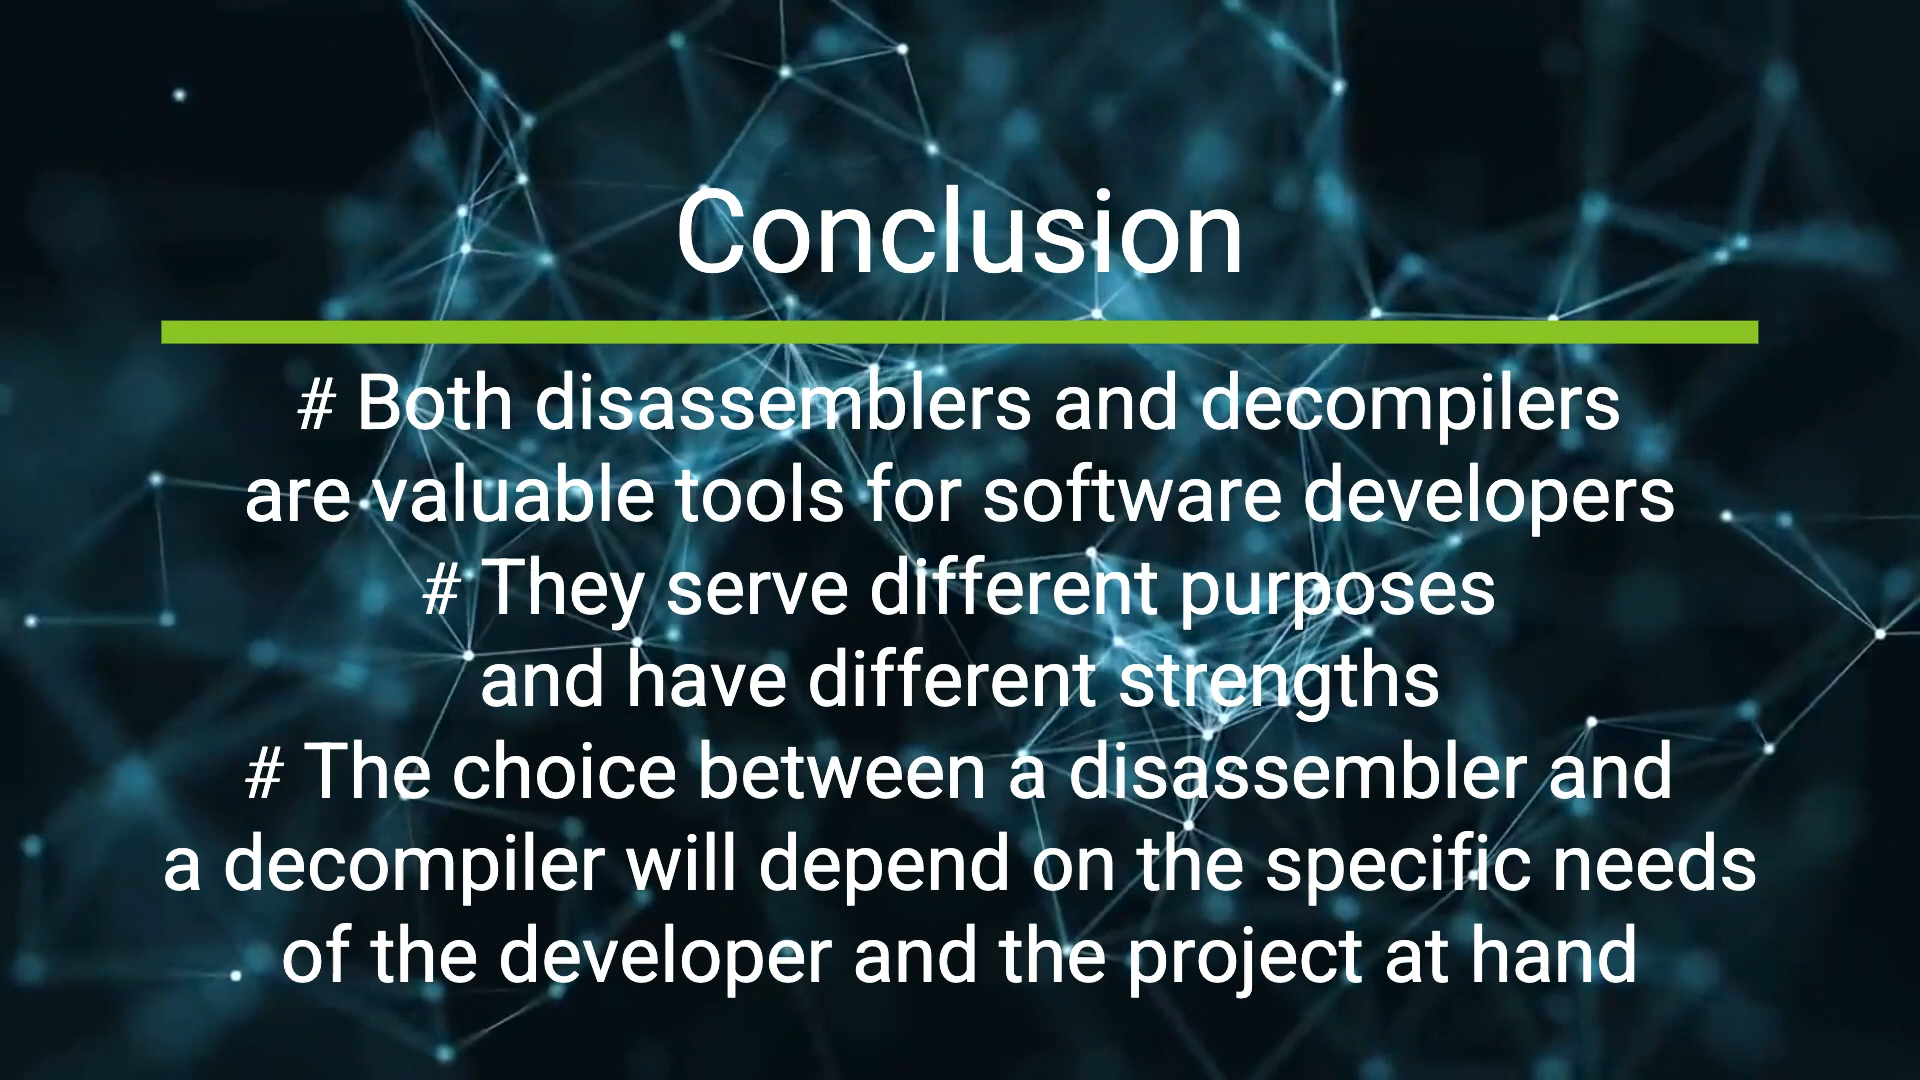 Conclusion
# Both disassemblers and decompilers
are valuable tools for software developers
# They serve different purposes
and have different strengths
# The choice between a disassembler and
a decompiler will depend on the specific needs
of the developer and the project at hand